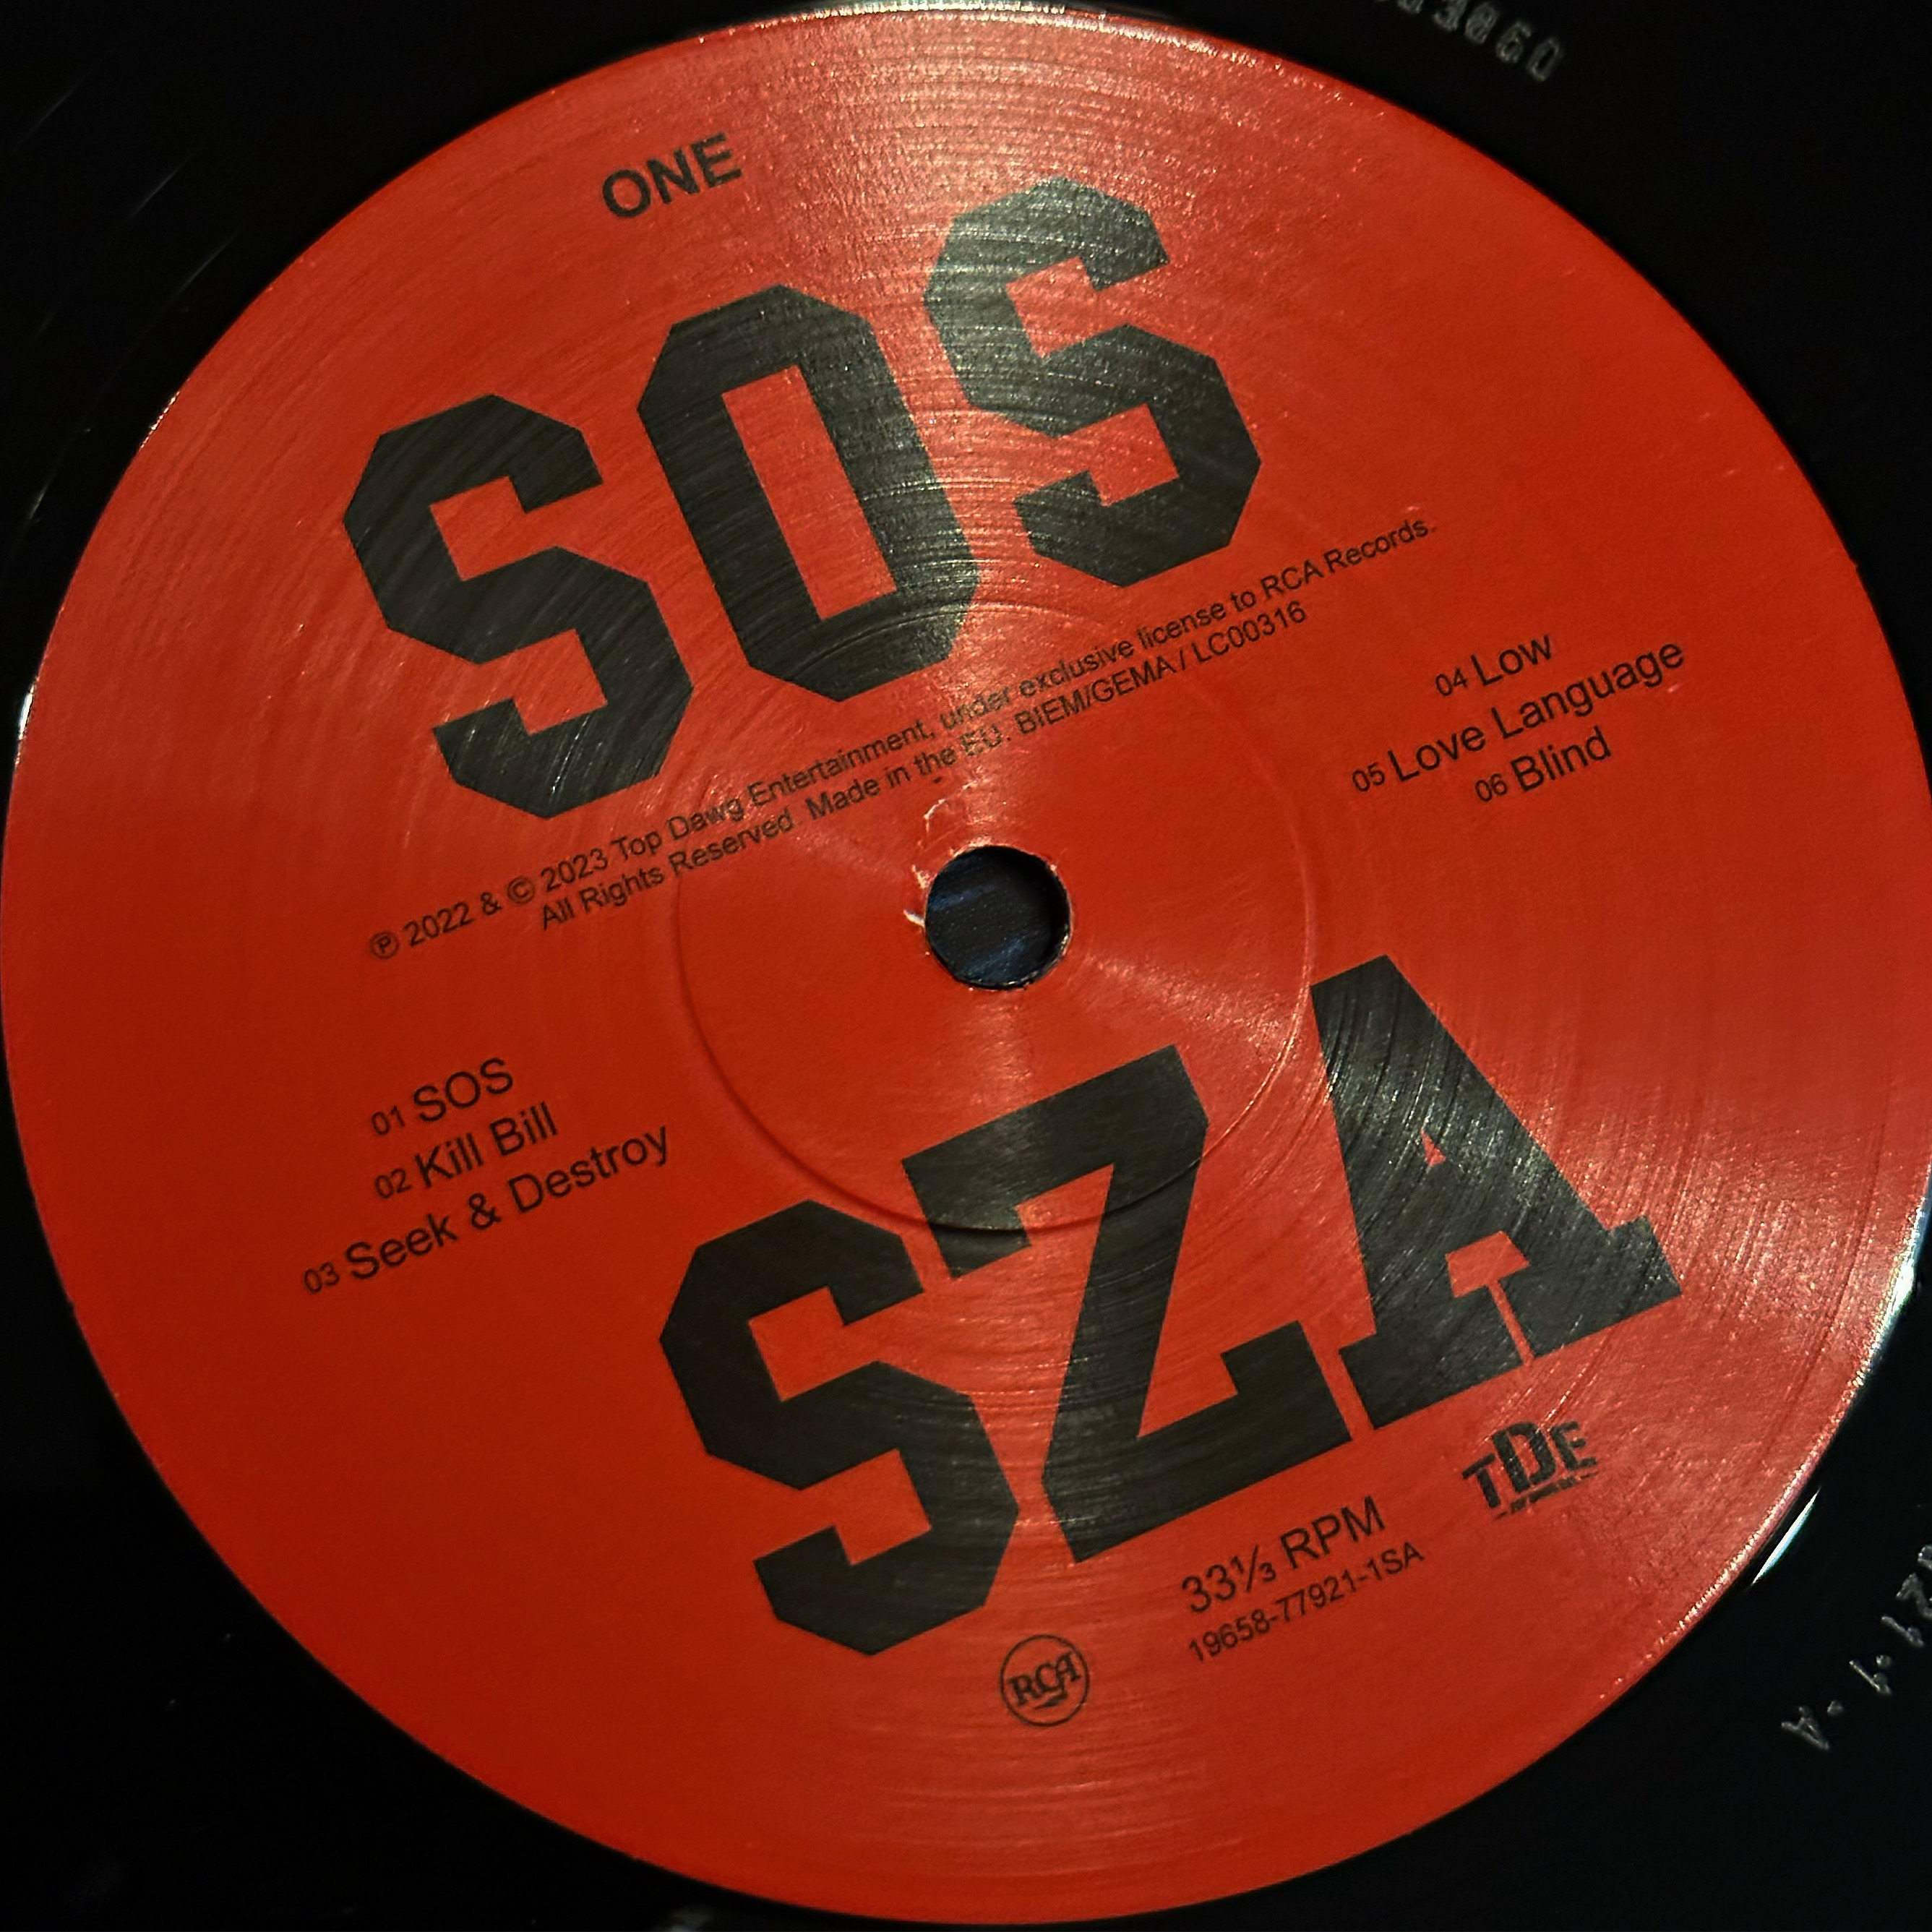 ONE
SOS
℗ 2022 & © 2023 Top Dawg Entertainment, under exclusive license to RCA Records.
All Rights Reserved. Made in the EU. BIEM/GEMA / LC00316
04 Low
05 Love Language
06 Blind
01 SOS
02 Kill Bill
03 Seek & Destroy
SZA
TDE
33⅓ RPM
19658-77921-1SA
RCA